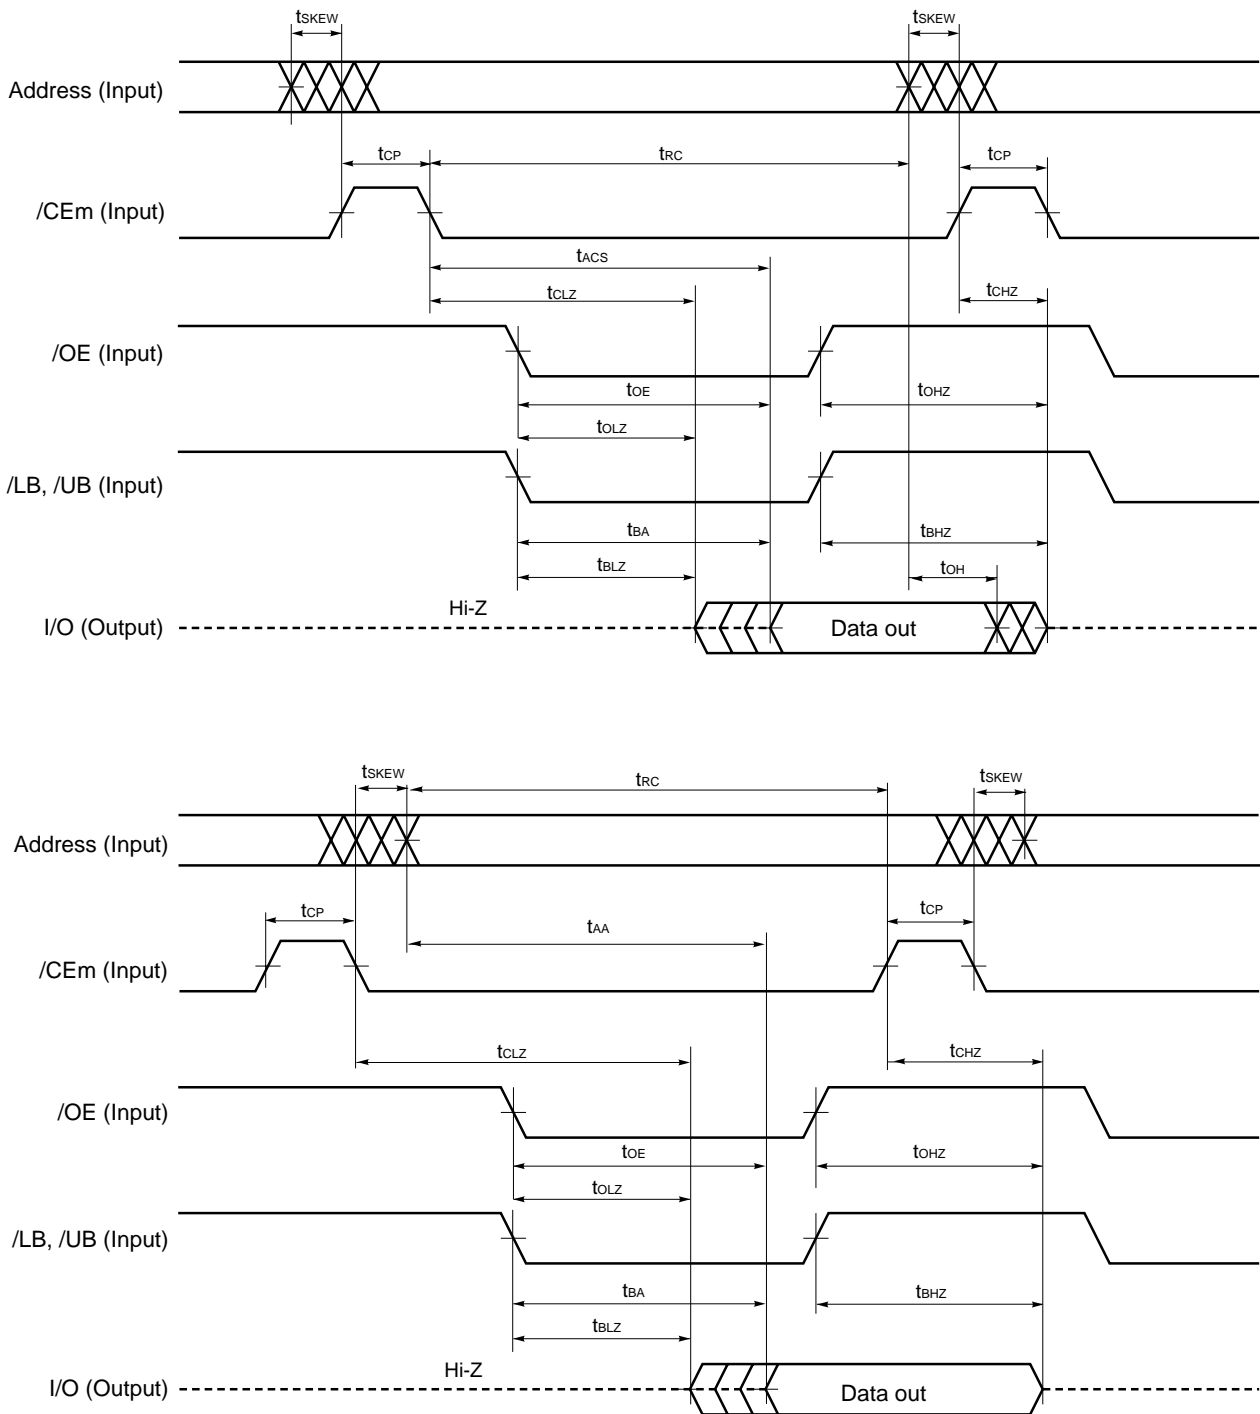 tSKEW tSKEW
Address (Input)
tCP tRC tCP
/CEm (Input)
tACS
tCLZ tCHZ
/OE (Input)
tOE tOHZ
tOLZ
/LB, /UB (Input)
tBA tBHZ
tBLZ tOH
Hi-Z
I/O (Output) Data out
tSKEW tRC tSKEW
Address (Input)
tCP tCP
tAA
/CEm (Input)
tCLZ tCHZ
/OE (Input)
tOE tOHZ
tOLZ
/LB, /UB (Input)
tBA tBHZ
tBLZ
Hi-Z
I/O (Output) Data out